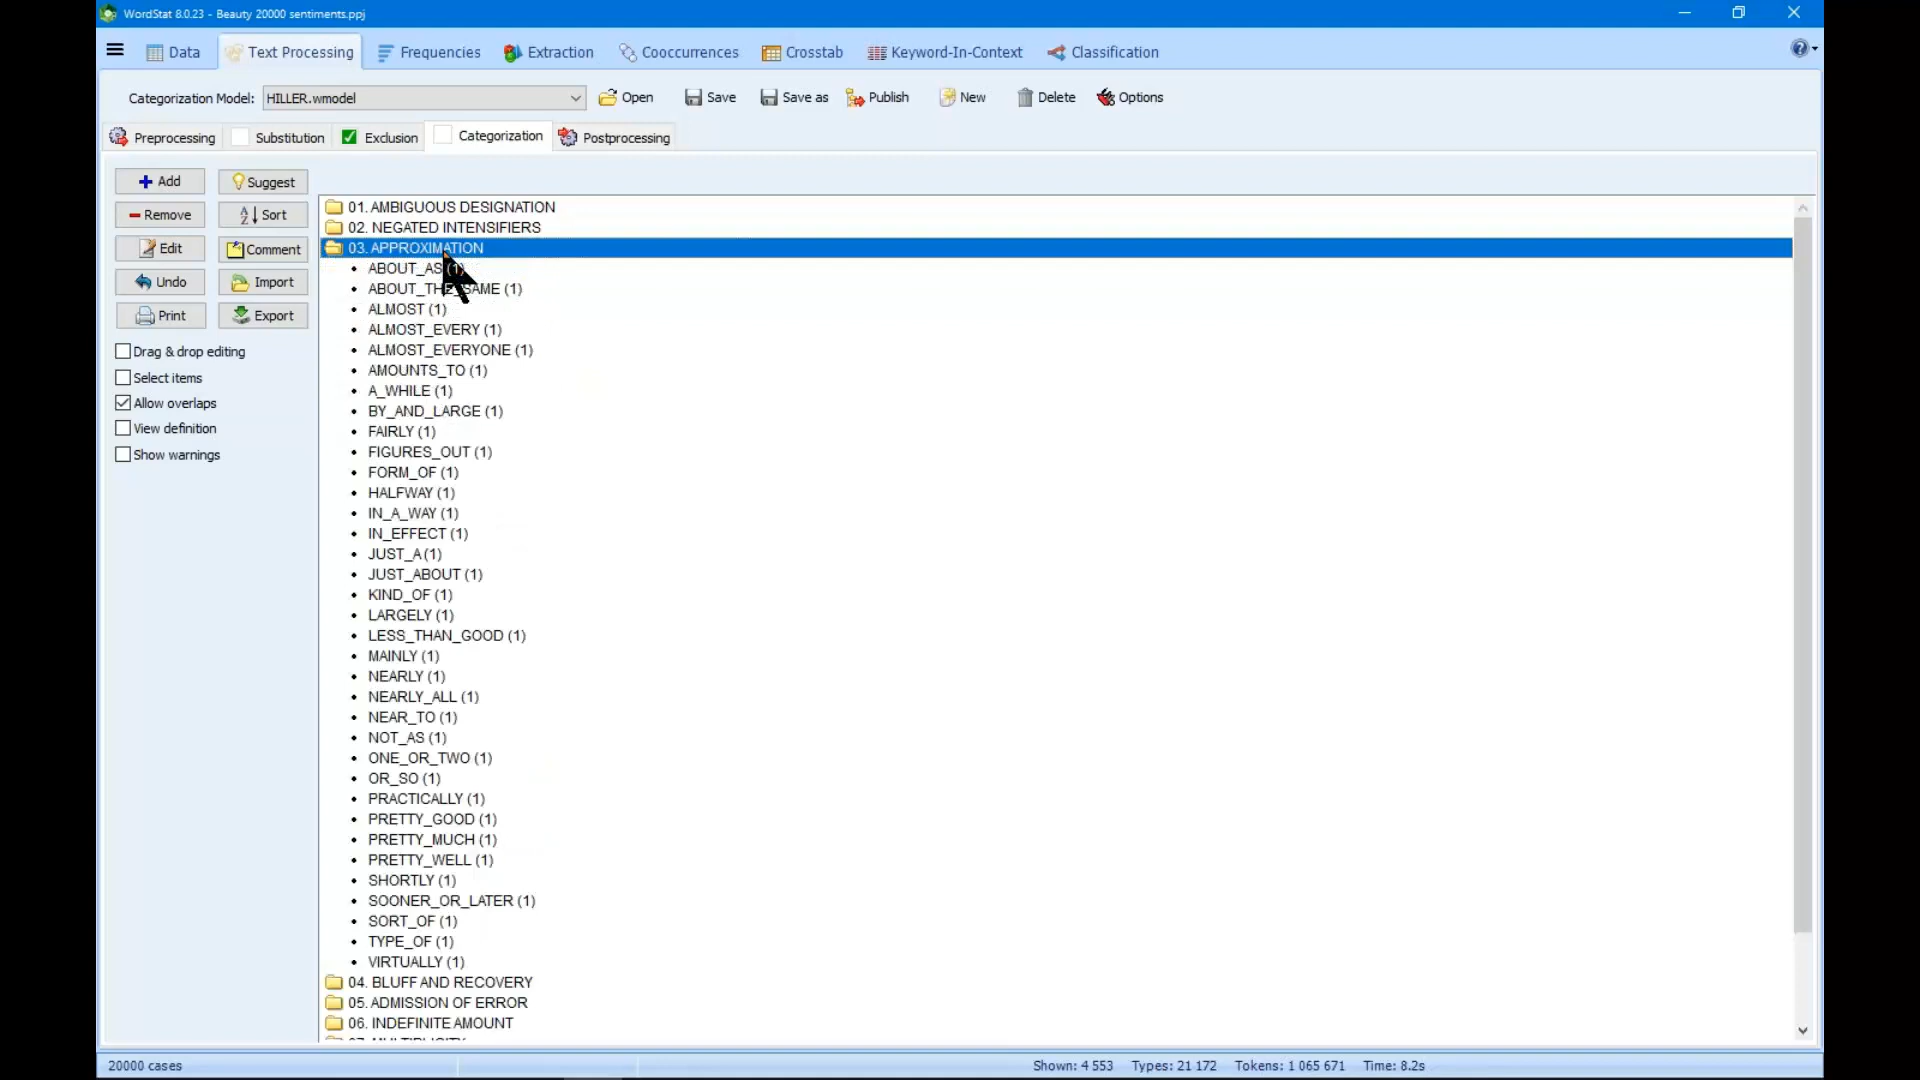 WordStat 8.0.23 - Beauty 20000 sentiments.ppj
Data Text Processing Frequencies Extraction Cooccurrences Crosstab Keyword-In-Context Classification
Categorization Model: HILLER.wmodel Open Save Save as Publish New Delete Options
Preprocessing Substitution Exclusion Categorization Postprocessing
Add Suggest
Remove Sort
Edit Comment
Undo Import
Print Export
Drag & drop editing
Select items
Allow overlaps
View definition
Show warnings
01. AMBIGUOUS DESIGNATION
02. NEGATED INTENSIFIERS
03. APPROXIMATION
ABOUT_AS (1)
ABOUT_THE_SAME (1)
ALMOST (1)
ALMOST_EVERY (1)
ALMOST_EVERYONE (1)
AMOUNTS_TO (1)
A_WHILE (1)
BY_AND_LARGE (1)
FAIRLY (1)
FIGURES_OUT (1)
FORM_OF (1)
HALFWAY (1)
IN_A_WAY (1)
IN_EFFECT (1)
JUST_A (1)
JUST_ABOUT (1)
KIND_OF (1)
LARGELY (1)
LESS_THAN_GOOD (1)
MAINLY (1)
NEARLY (1)
NEARLY_ALL (1)
NEAR_TO (1)
NOT_AS (1)
ONE_OR_TWO (1)
OR_SO (1)
PRACTICALLY (1)
PRETTY_GOOD (1)
PRETTY_MUCH (1)
PRETTY_WELL (1)
SHORTLY (1)
SOONER_OR_LATER (1)
SORT_OF (1)
TYPE_OF (1)
VIRTUALLY (1)
04. BLUFF AND RECOVERY
05. ADMISSION OF ERROR
06. INDEFINITE AMOUNT
20000 cases Shown: 4 553 Types: 21 172 Tokens: 1 065 671 Time: 8.2s